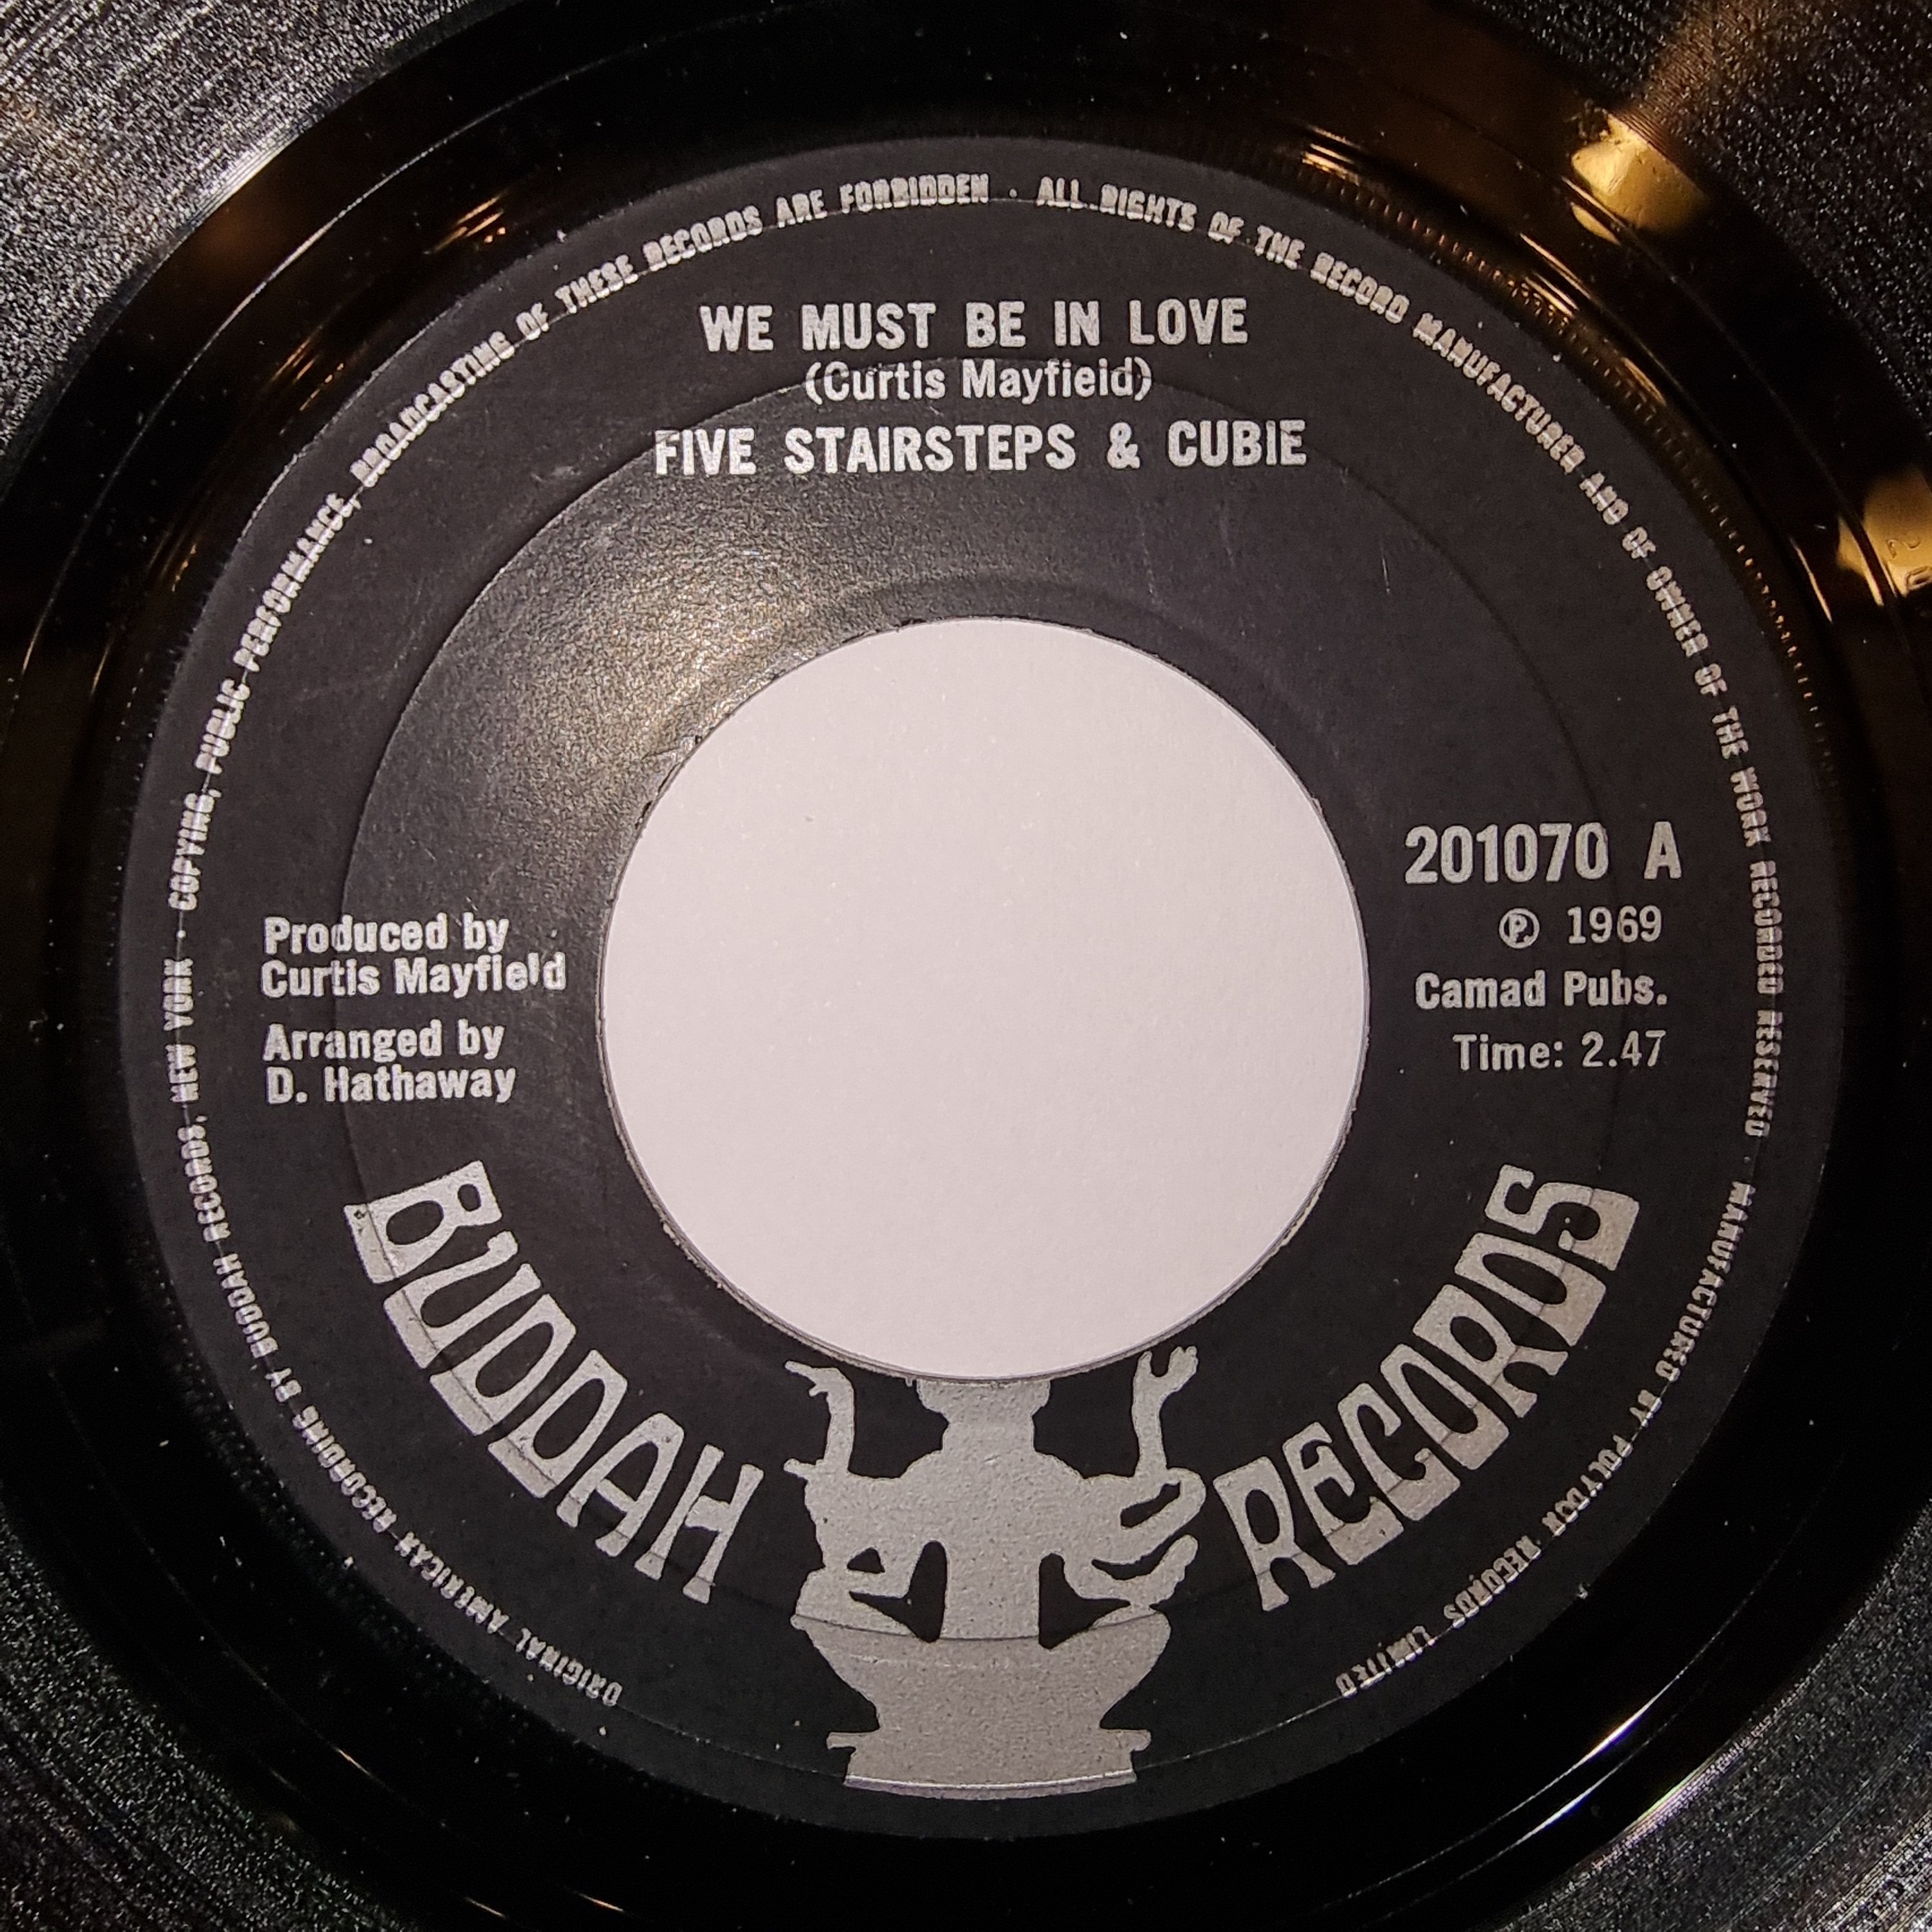 WE MUST BE IN LOVE
(Curtis Mayfieid)
FIVE STAIRSTEPS & CUBIE
201070 A
Ⓟ 1969
Camad Pubs.
Time: 2.47
Produced by
Curtis Mayfield
Arranged by
D. Hathaway
BUDDAH RECORDS
ORIGINAL AMERICAN RECORDING BY BUDDAH RECORDS, NEW YORK · COPYING, PUBLIC PERFORMANCE, BROADCASTING OF THESE RECORDS ARE FORBIDDEN · ALL RIGHTS OF THE RECORD MANUFACTURER AND OF OWNER OF THE WORK RECORDED RESERVED · MANUFACTURED BY POLYDOR RECORDS LIMITED